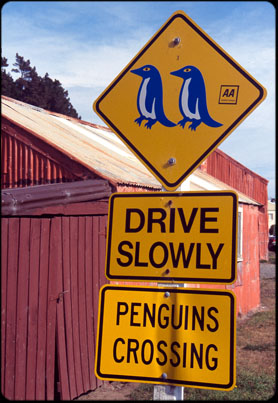 AA
DRIVE
SLOWLY
PENGUINS
CROSSING